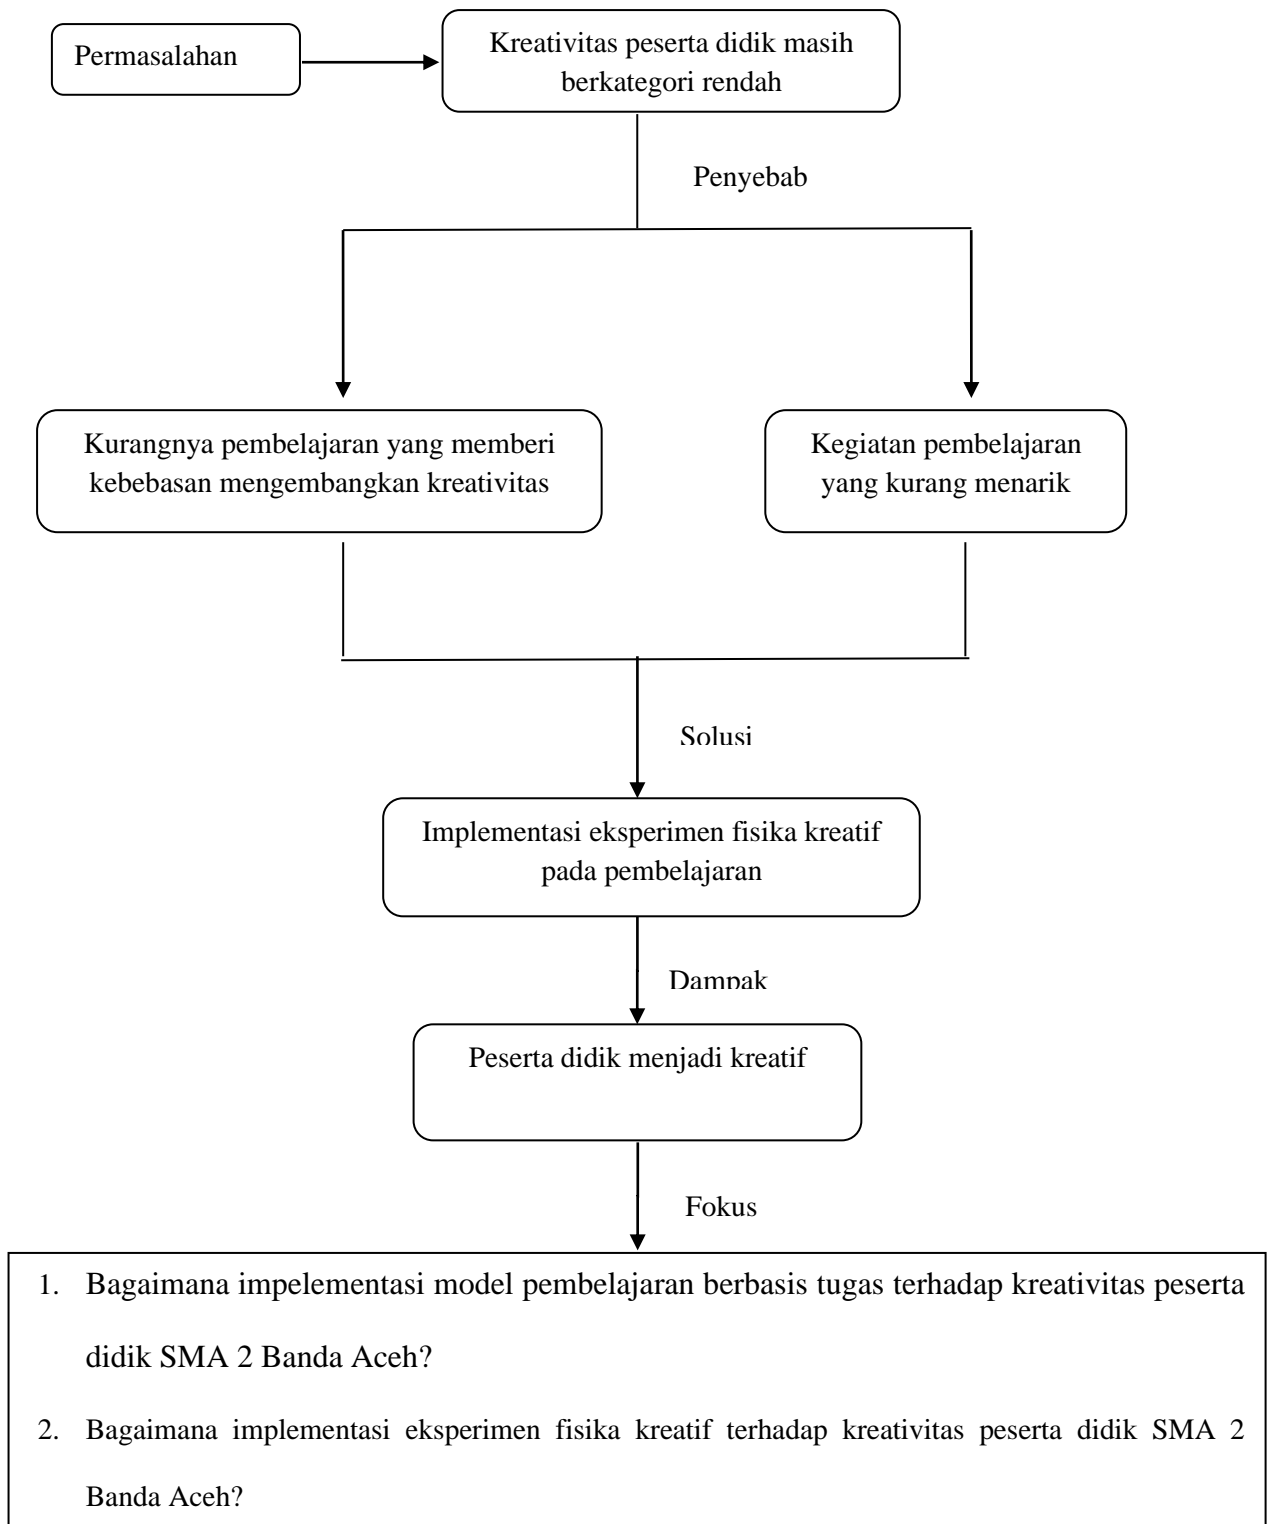 Permasalahan
Kreativitas peserta didik masih
berkategori rendah
Penyebab
Kurangnya pembelajaran yang memberi
kebebasan mengembangkan kreativitas
Kegiatan pembelajaran
yang kurang menarik
Solusi
Implementasi eksperimen fisika kreatif
pada pembelajaran
Dampak
Peserta didik menjadi kreatif
Fokus
1. Bagaimana impelementasi model pembelajaran berbasis tugas terhadap kreativitas peserta
didik SMA 2 Banda Aceh?
2. Bagaimana implementasi eksperimen fisika kreatif terhadap kreativitas peserta didik SMA 2
Banda Aceh?